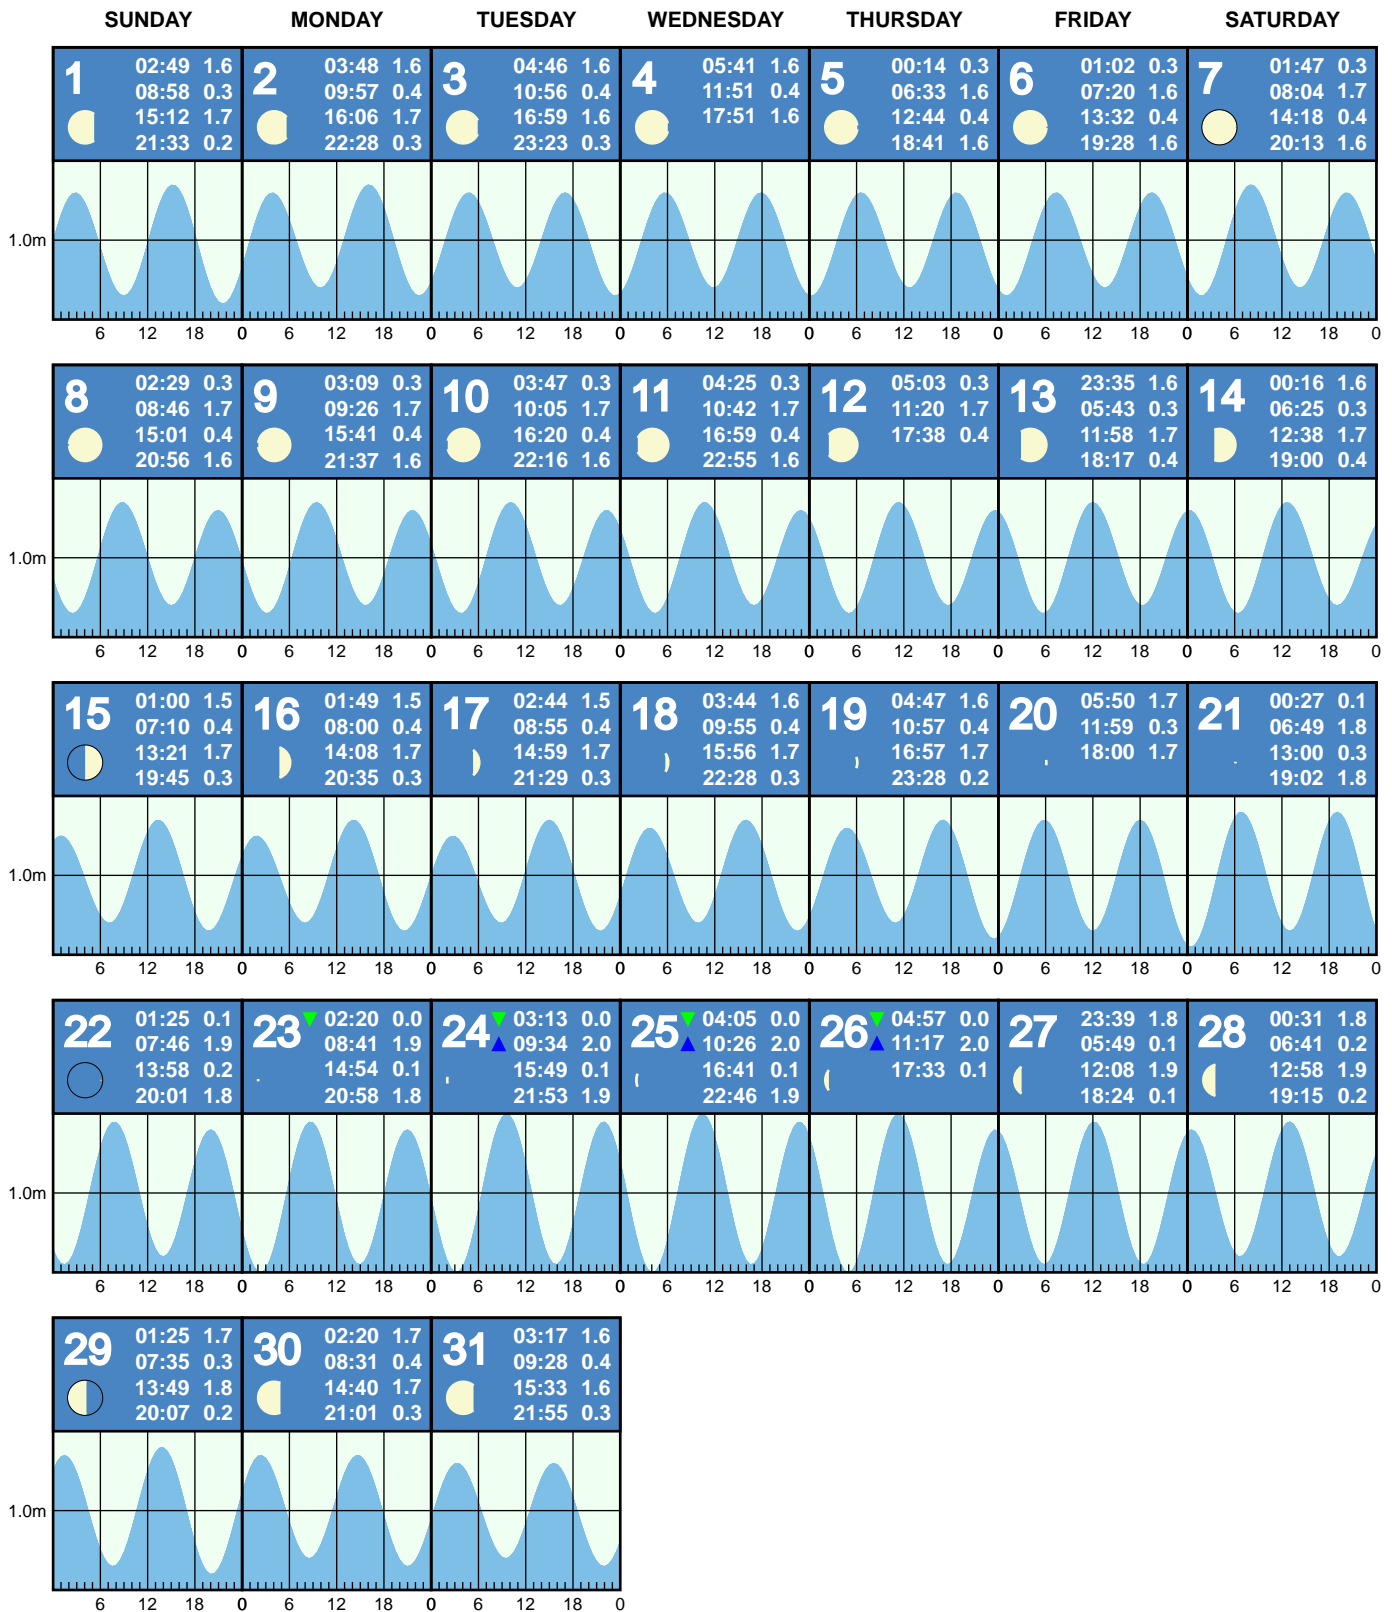 SUNDAY MONDAY TUESDAY WEDNESDAY THURSDAY FRIDAY SATURDAY
1 02:49 1.6
08:58 0.3
15:12 1.7
21:33 0.2
2 03:48 1.6
09:57 0.4
16:06 1.7
22:28 0.3
3 04:46 1.6
10:56 0.4
16:59 1.6
23:23 0.3
4 05:41 1.6
11:51 0.4
17:51 1.6
5 00:14 0.3
06:33 1.6
12:44 0.4
18:41 1.6
6 01:02 0.3
07:20 1.6
13:32 0.4
19:28 1.6
7 01:47 0.3
08:04 1.7
14:18 0.4
20:13 1.6
1.0m
6 12 18 0 6 12 18 0 6 12 18 0 6 12 18 0 6 12 18 0 6 12 18 0 6 12 18 0
8 02:29 0.3
08:46 1.7
15:01 0.4
20:56 1.6
9 03:09 0.3
09:26 1.7
15:41 0.4
21:37 1.6
10 03:47 0.3
10:05 1.7
16:20 0.4
22:16 1.6
11 04:25 0.3
10:42 1.7
16:59 0.4
22:55 1.6
12 05:03 0.3
11:20 1.7
17:38 0.4
13 23:35 1.6
05:43 0.3
11:58 1.7
18:17 0.4
14 00:16 1.6
06:25 0.3
12:38 1.7
19:00 0.4
1.0m
6 12 18 0 6 12 18 0 6 12 18 0 6 12 18 0 6 12 18 0 6 12 18 0 6 12 18 0
15 01:00 1.5
07:10 0.4
13:21 1.7
19:45 0.3
16 01:49 1.5
08:00 0.4
14:08 1.7
20:35 0.3
17 02:44 1.5
08:55 0.4
14:59 1.7
21:29 0.3
18 03:44 1.6
09:55 0.4
15:56 1.7
22:28 0.3
19 04:47 1.6
10:57 0.4
16:57 1.7
23:28 0.2
20 05:50 1.7
11:59 0.3
18:00 1.7
21 00:27 0.1
06:49 1.8
13:00 0.3
19:02 1.8
1.0m
6 12 18 0 6 12 18 0 6 12 18 0 6 12 18 0 6 12 18 0 6 12 18 0 6 12 18 0
22 01:25 0.1
07:46 1.9
13:58 0.2
20:01 1.8
23 02:20 0.0
08:41 1.9
14:54 0.1
20:58 1.8
24 03:13 0.0
09:34 2.0
15:49 0.1
21:53 1.9
25 04:05 0.0
10:26 2.0
16:41 0.1
22:46 1.9
26 04:57 0.0
11:17 2.0
17:33 0.1
27 23:39 1.8
05:49 0.1
12:08 1.9
18:24 0.1
28 00:31 1.8
06:41 0.2
12:58 1.9
19:15 0.2
1.0m
6 12 18 0 6 12 18 0 6 12 18 0 6 12 18 0 6 12 18 0 6 12 18 0 6 12 18 0
29 01:25 1.7
07:35 0.3
13:49 1.8
20:07 0.2
30 02:20 1.7
08:31 0.4
14:40 1.7
21:01 0.3
31 03:17 1.6
09:28 0.4
15:33 1.6
21:55 0.3
1.0m
6 12 18 0 6 12 18 0 6 12 18 0